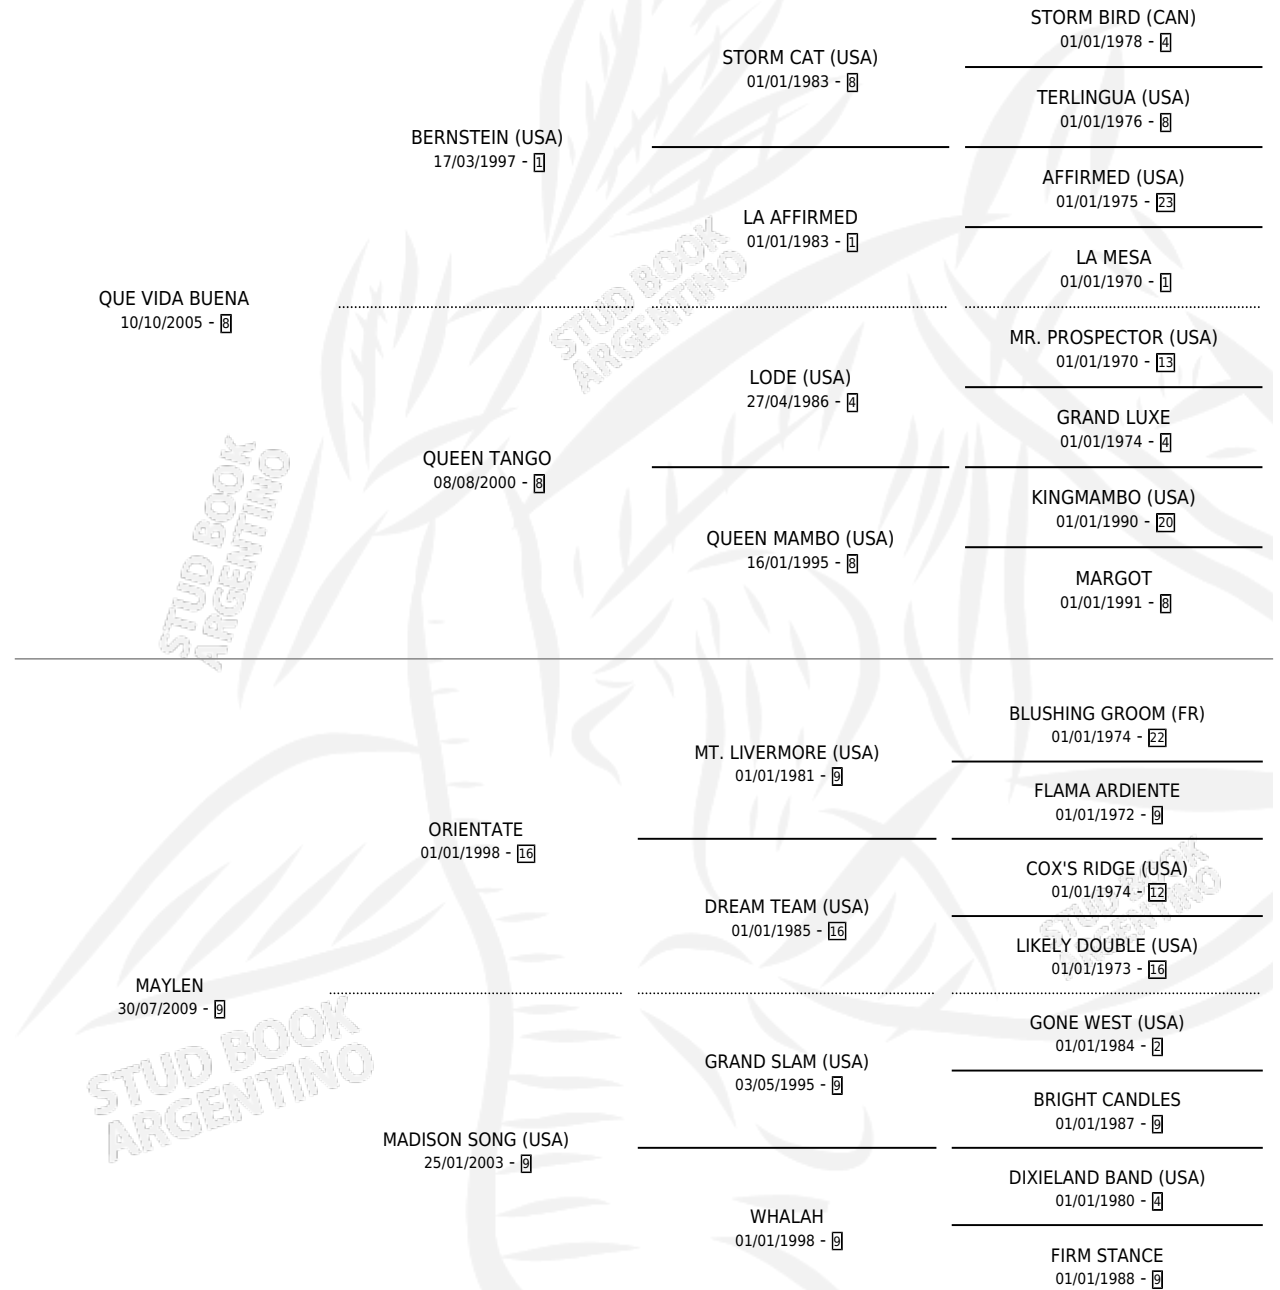 STORM BIRD (CAN)
01/01/1978 - 4
STORM CAT (USA)
01/01/1983 - 8
TERLINGUA (USA)
01/01/1976 - 8
BERNSTEIN (USA)
17/03/1997 - 1
AFFIRMED (USA)
01/01/1975 - 23
LA AFFIRMED
01/01/1983 - 1
LA MESA
01/01/1970 - 1
QUE VIDA BUENA
10/10/2005 - 8
MR. PROSPECTOR (USA)
01/01/1970 - 13
LODE (USA)
27/04/1986 - 4
GRAND LUXE
01/01/1974 - 4
QUEEN TANGO
08/08/2000 - 8
KINGMAMBO (USA)
01/01/1990 - 20
QUEEN MAMBO (USA)
16/01/1995 - 8
MARGOT
01/01/1991 - 8
STUD BOOK
ARGENTINO
STUD BOOK
ARGENTINO
BLUSHING GROOM (FR)
01/01/1974 - 22
MT. LIVERMORE (USA)
01/01/1981 - 9
FLAMA ARDIENTE
01/01/1972 - 9
ORIENTATE
01/01/1998 - 16
COX'S RIDGE (USA)
01/01/1974 - 12
DREAM TEAM (USA)
01/01/1985 - 16
LIKELY DOUBLE (USA)
01/01/1973 - 16
MAYLEN
30/07/2009 - 9
GONE WEST (USA)
01/01/1984 - 2
GRAND SLAM (USA)
03/05/1995 - 9
BRIGHT CANDLES
01/01/1987 - 9
MADISON SONG (USA)
25/01/2003 - 9
DIXIELAND BAND (USA)
01/01/1980 - 4
WHALAH
01/01/1998 - 9
FIRM STANCE
01/01/1988 - 9
STUD BOOK
ARGENTINO
STUD BOOK
ARGENTINO